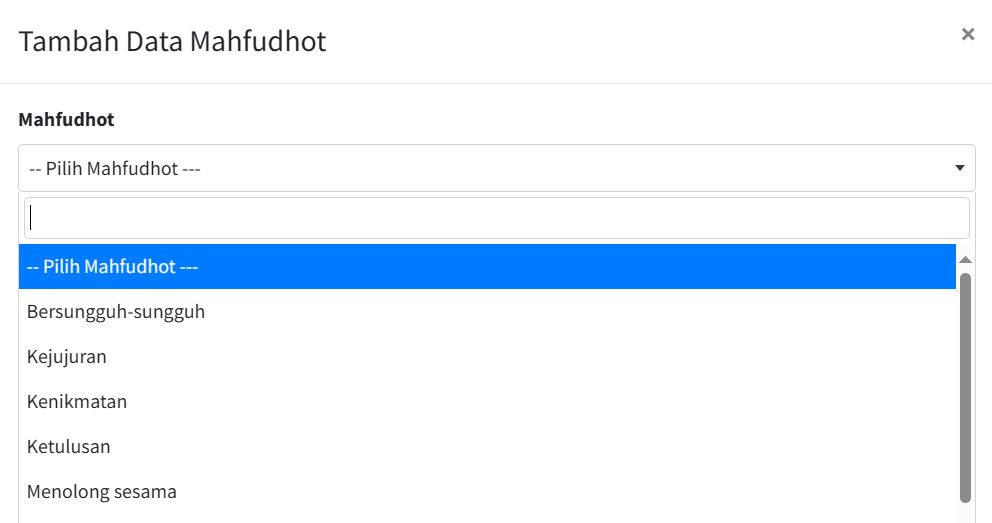 Tambah Data Mahfudhot
×
Mahfudhot
-- Pilih Mahfudhot ---
-- Pilih Mahfudhot ---
Bersungguh-sungguh
Kejujuran
Kenikmatan
Ketulusan
Menolong sesama